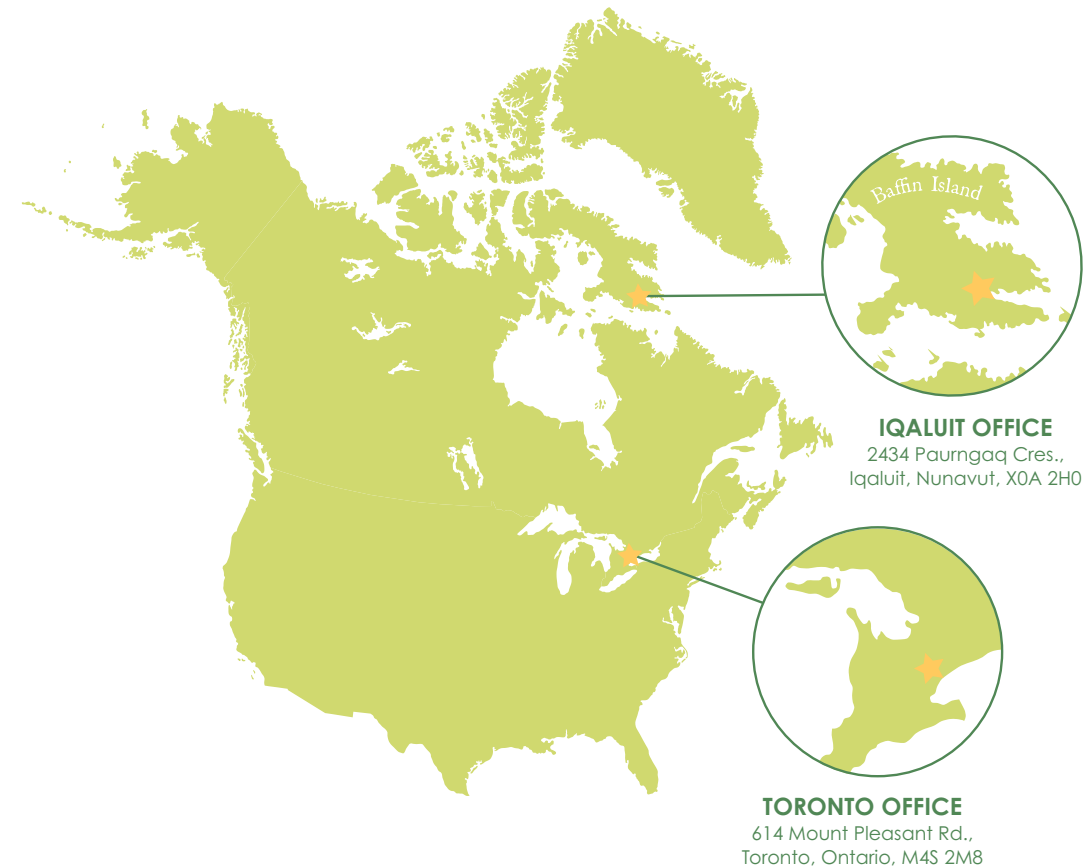 Baffin Island
IQALUIT OFFICE
2434 Paurngaq Cres.,
Iqaluit, Nunavut, X0A 2H0
TORONTO OFFICE
614 Mount Pleasant Rd.,
Toronto, Ontario, M4S 2M8